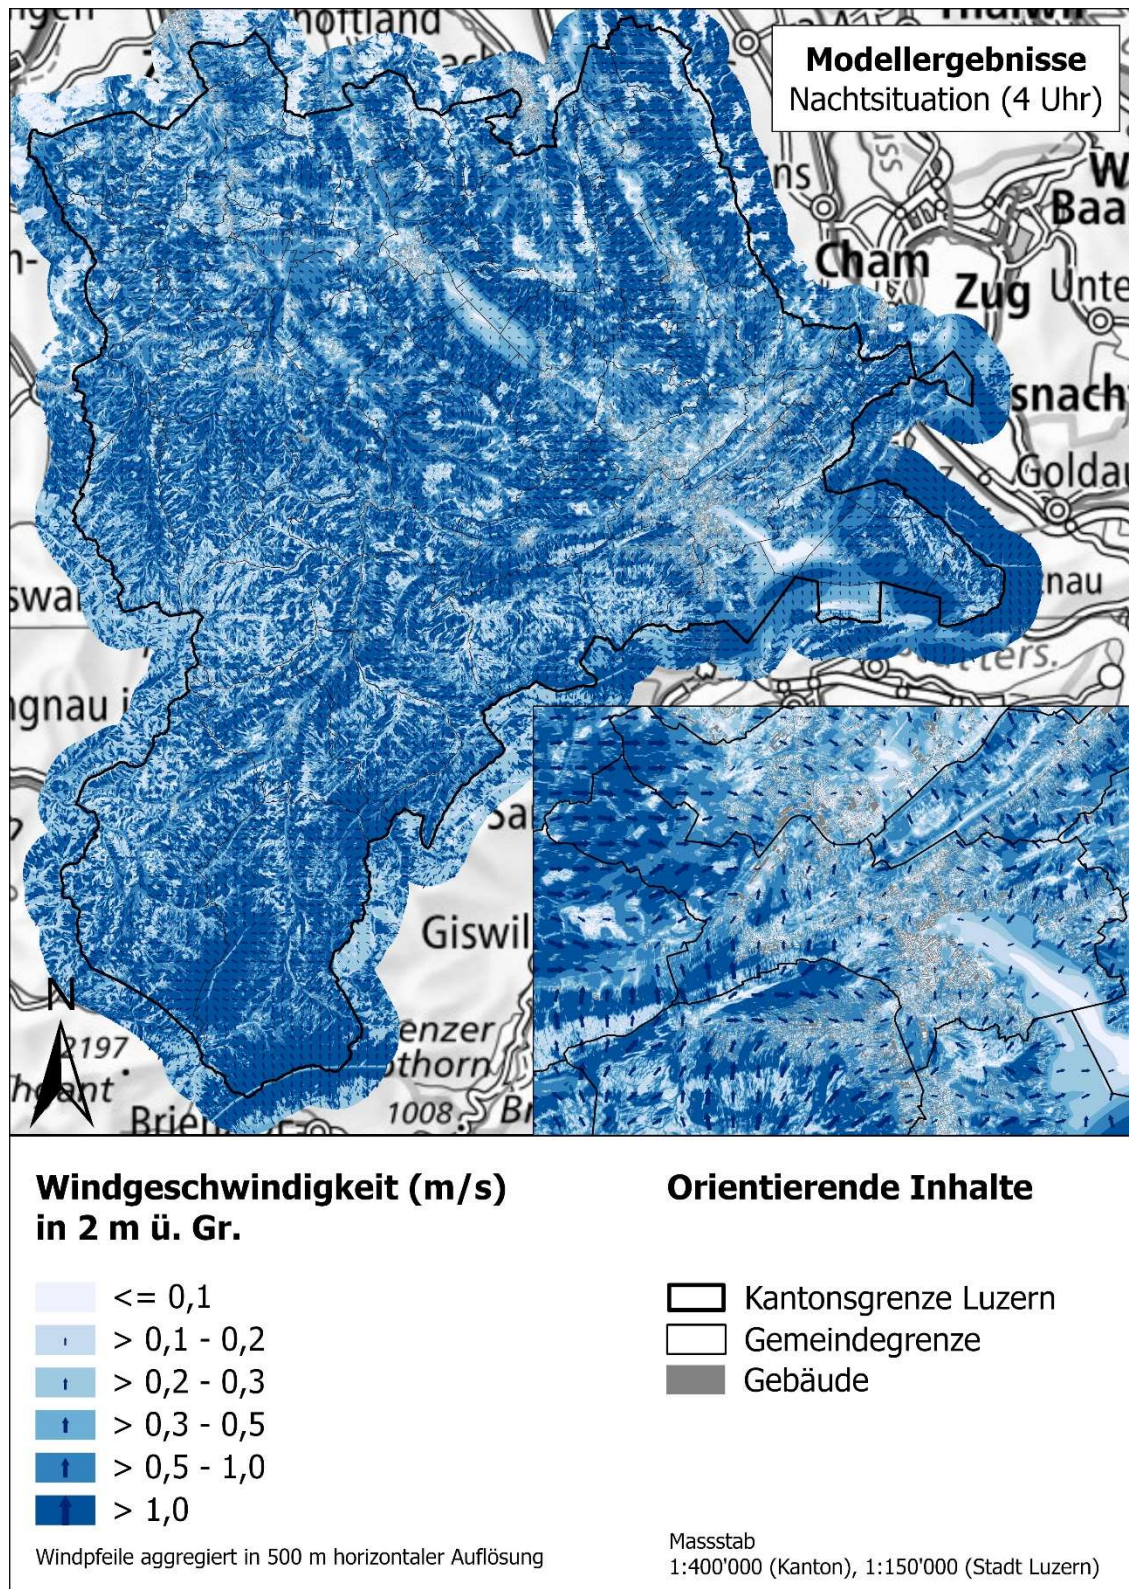 Modellergebnisse
Nachtsituation (4 Uhr)
Cham
Zug
Goldau
Giswil
N
2197
1008
Windgeschwindigkeit (m/s)
in 2 m ü. Gr.
<= 0,1
> 0,1 - 0,2
> 0,2 - 0,3
> 0,3 - 0,5
> 0,5 - 1,0
> 1,0
Windpfeile aggregiert in 500 m horizontaler Auflösung
Orientierende Inhalte
Kantonsgrenze Luzern
Gemeindegrenze
Gebäude
Massstab
1:400'000 (Kanton), 1:150'000 (Stadt Luzern)